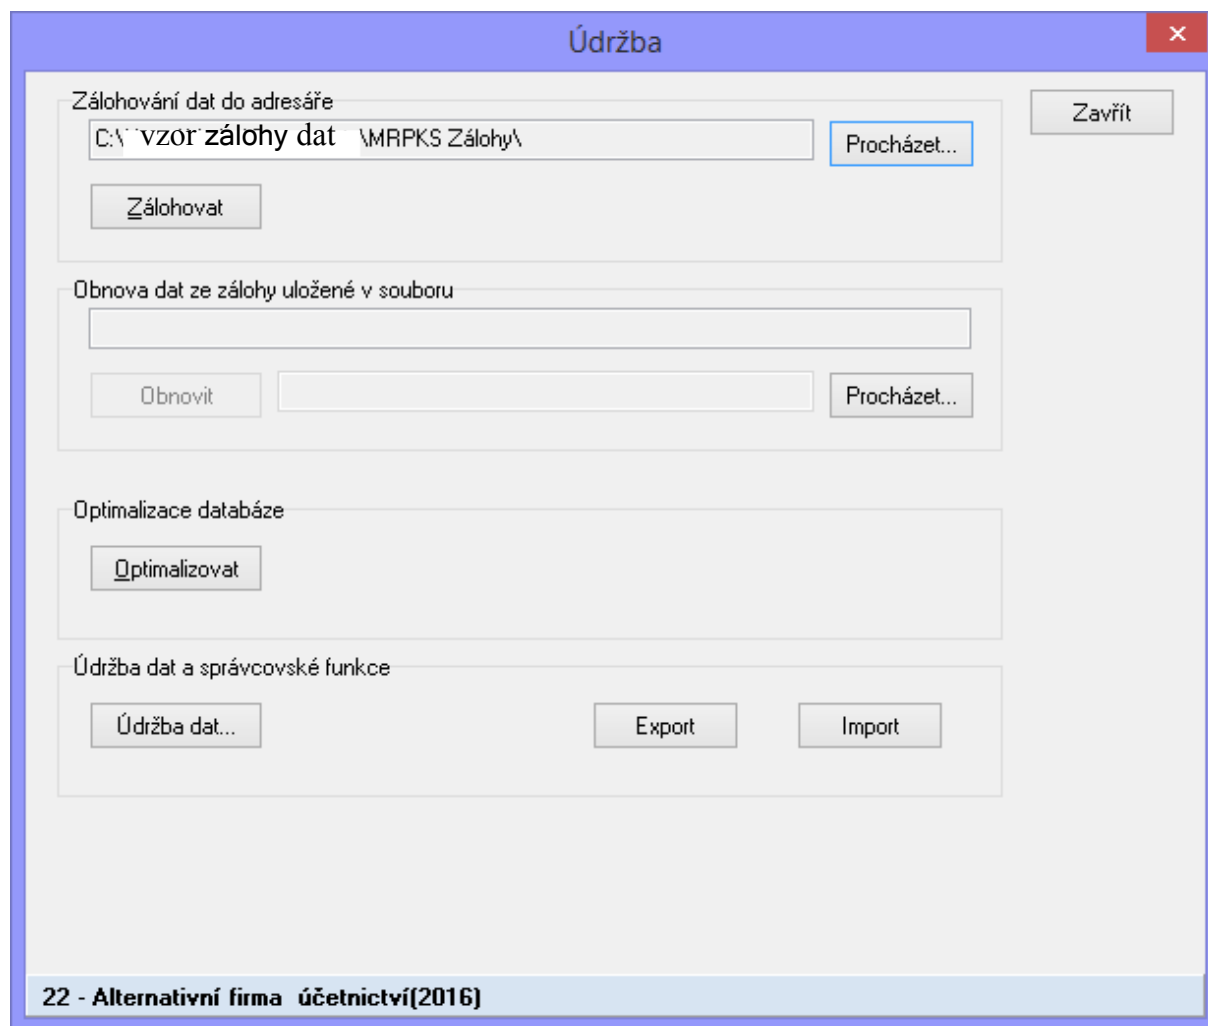 Údržba
Zálohování dat do adresáře
Zavřít
C:\ vzor zálohy dat \MRPKS Zálohy\
Procházet...
Zálohovat
Obnova dat ze zálohy uložené v souboru
Obnovit
Procházet...
Optimalizace databáze
Optimalizovat
Údržba dat a správcovské funkce
Údržba dat...
Export
Import
22 - Alternativní firma účetnictví(2016)